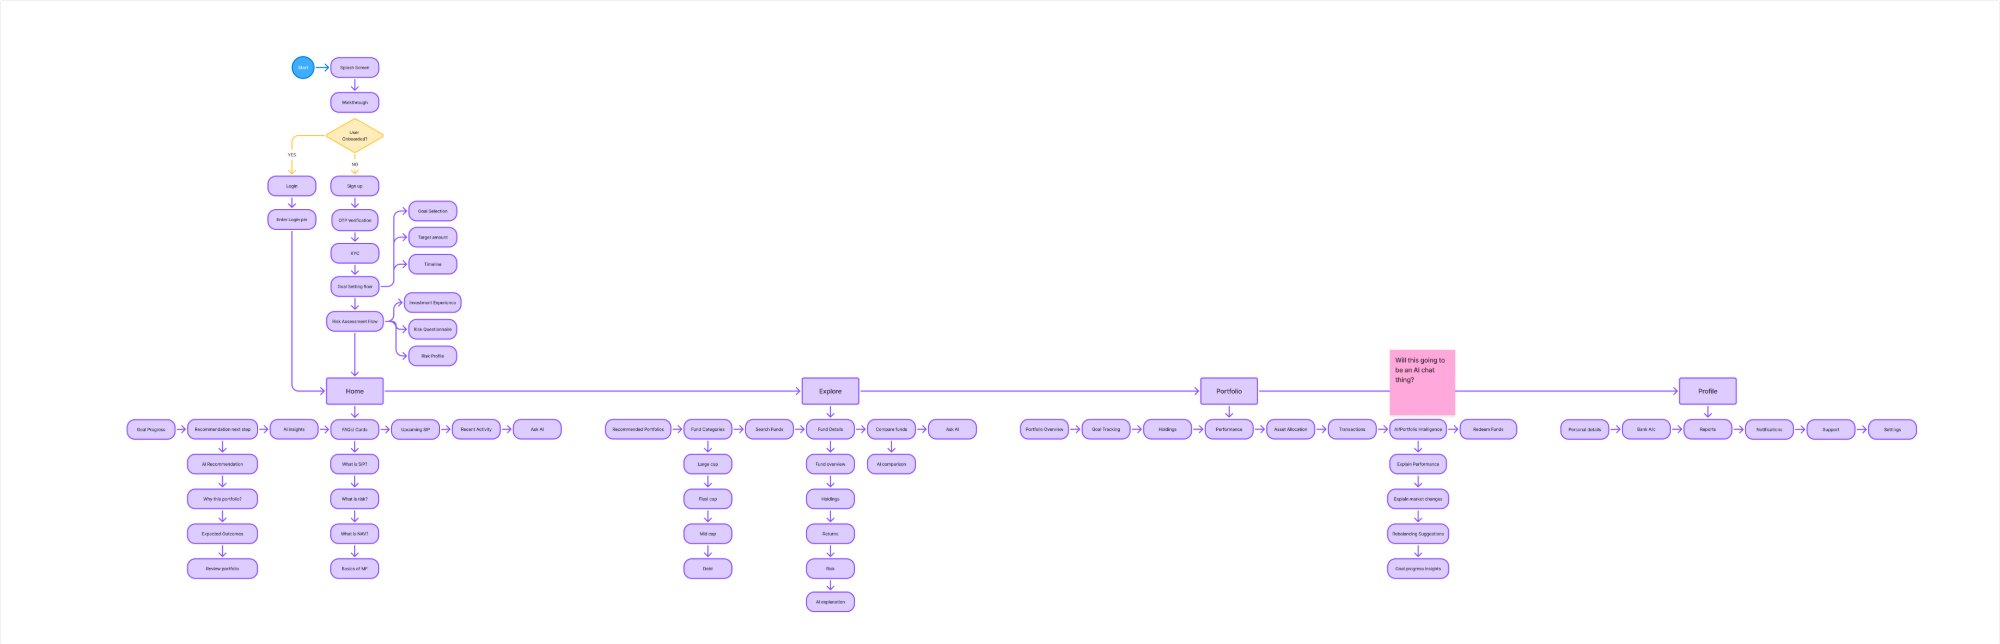 Start
Splash Screen
Walkthrough
User
Onboarded?
YES
NO
Login
Sign up
Enter Login pin
OTP Verification
KYC
Goal Setting flow
Risk Assessment Flow
Goal Selection
Target amount
Timeline
Investment Experience
Risk Questionnaire
Risk Profile
Home
Explore
Portfolio
Will this going to
be an AI chat
thing?
Profile
Goal Progress
Recommendation next step
AI Insights
FAQs/ Cards
Upcoming SIP
Recent Activity
Ask AI
AI Recommendation
Why this portfolio?
Expected Outcomes
Review portfolio
What is SIP?
What is risk?
What is NAV?
Basics of MF
Recommended Portfolios
Fund Categories
Search Funds
Fund Details
Compare funds
Ask AI
Large cap
Flexi cap
Mid cap
Debt
Fund overview
Holdings
Returns
Risk
AI explanation
AI comparison
Portfolio Overview
Goal Tracking
Holdings
Performance
Asset Allocation
Transactions
AI/Portfolio Intelligence
Redeem Funds
Explain Performance
Explain market changes
Rebalancing Suggestions
Goal progress insights
Personal details
Bank A/c
Reports
Notifications
Support
Settings